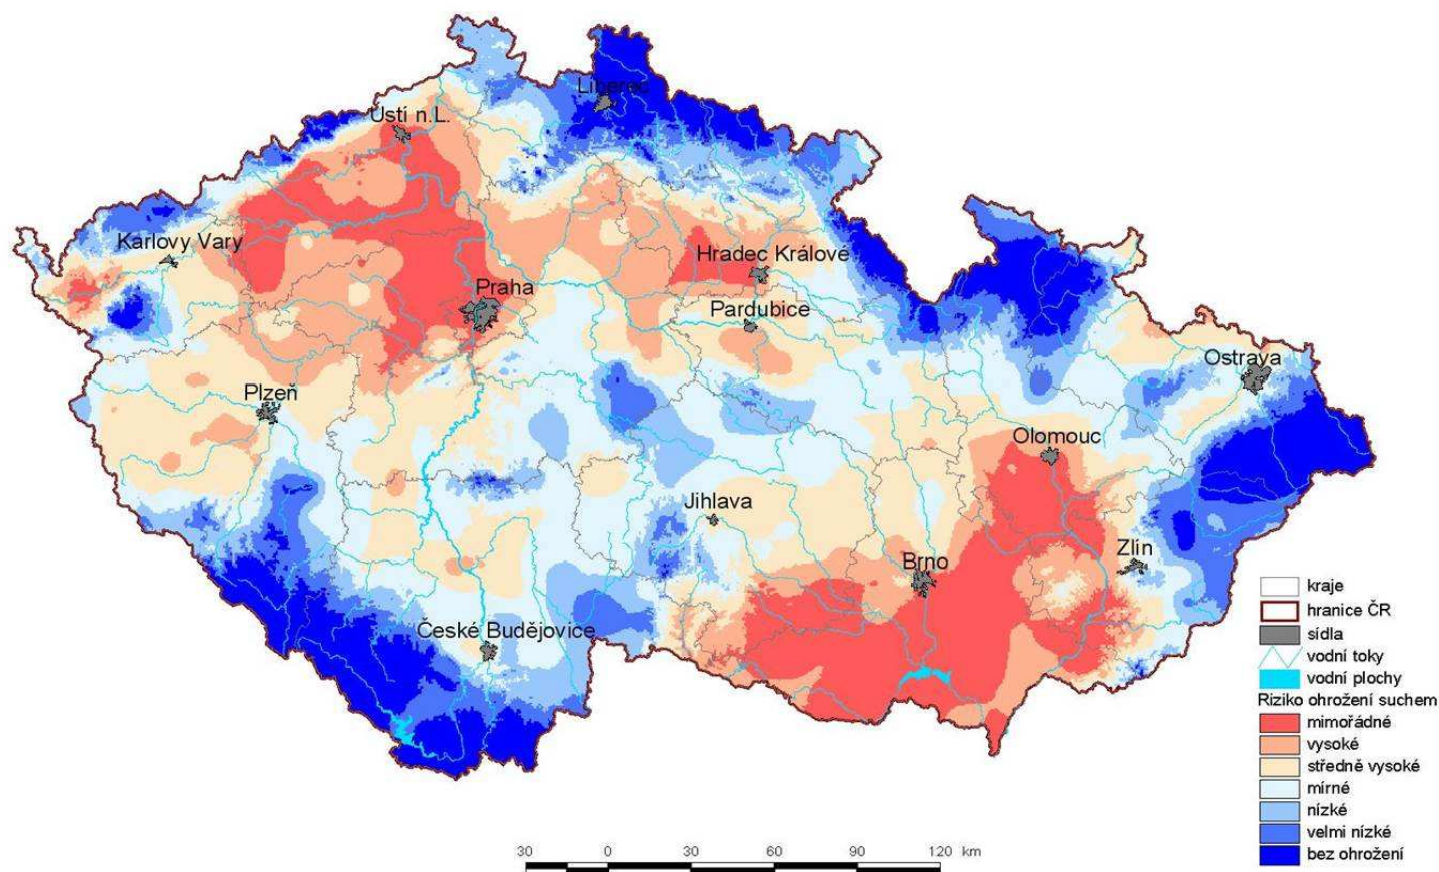 Liberec
Ústí n.L.
Karlovy Vary
Hradec Králové
Praha
Pardubice
Ostrava
Plzeň
Olomouc
Jihlava
Zlín
Brno
České Budějovice
kraje
hranice ČR
sídla
vodní toky
vodní plochy
Riziko ohrožení suchem
mimořádné
vysoké
středně vysoké
mírné
nízké
velmi nízké
bez ohrožení
30 0 30 60 90 120 km